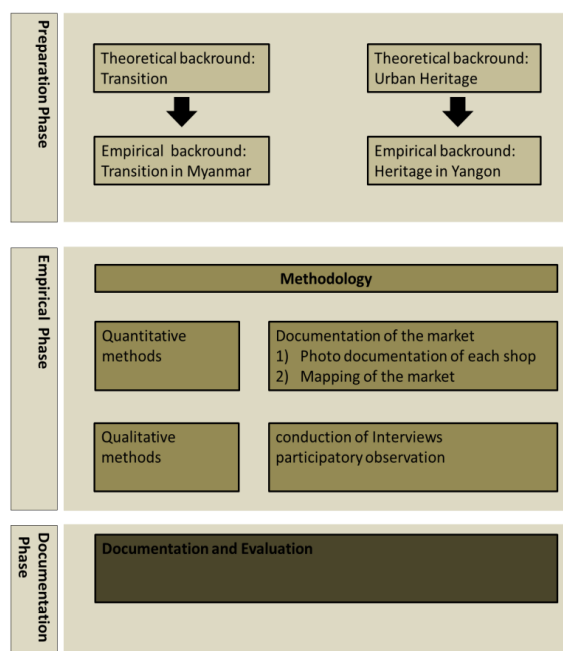 Preparation Phase
Theoretical backround:
Transition
Theoretical backround:
Urban Heritage
Empirical backround:
Transition in Myanmar
Empirical backround:
Heritage in Yangon
Empirical Phase
Methodology
Quantitative
methods
Documentation of the market
1) Photo documentation of each shop
2) Mapping of the market
Qualitative
methods
conduction of Interviews
participatory observation
Documentation
Phase
Documentation and Evaluation